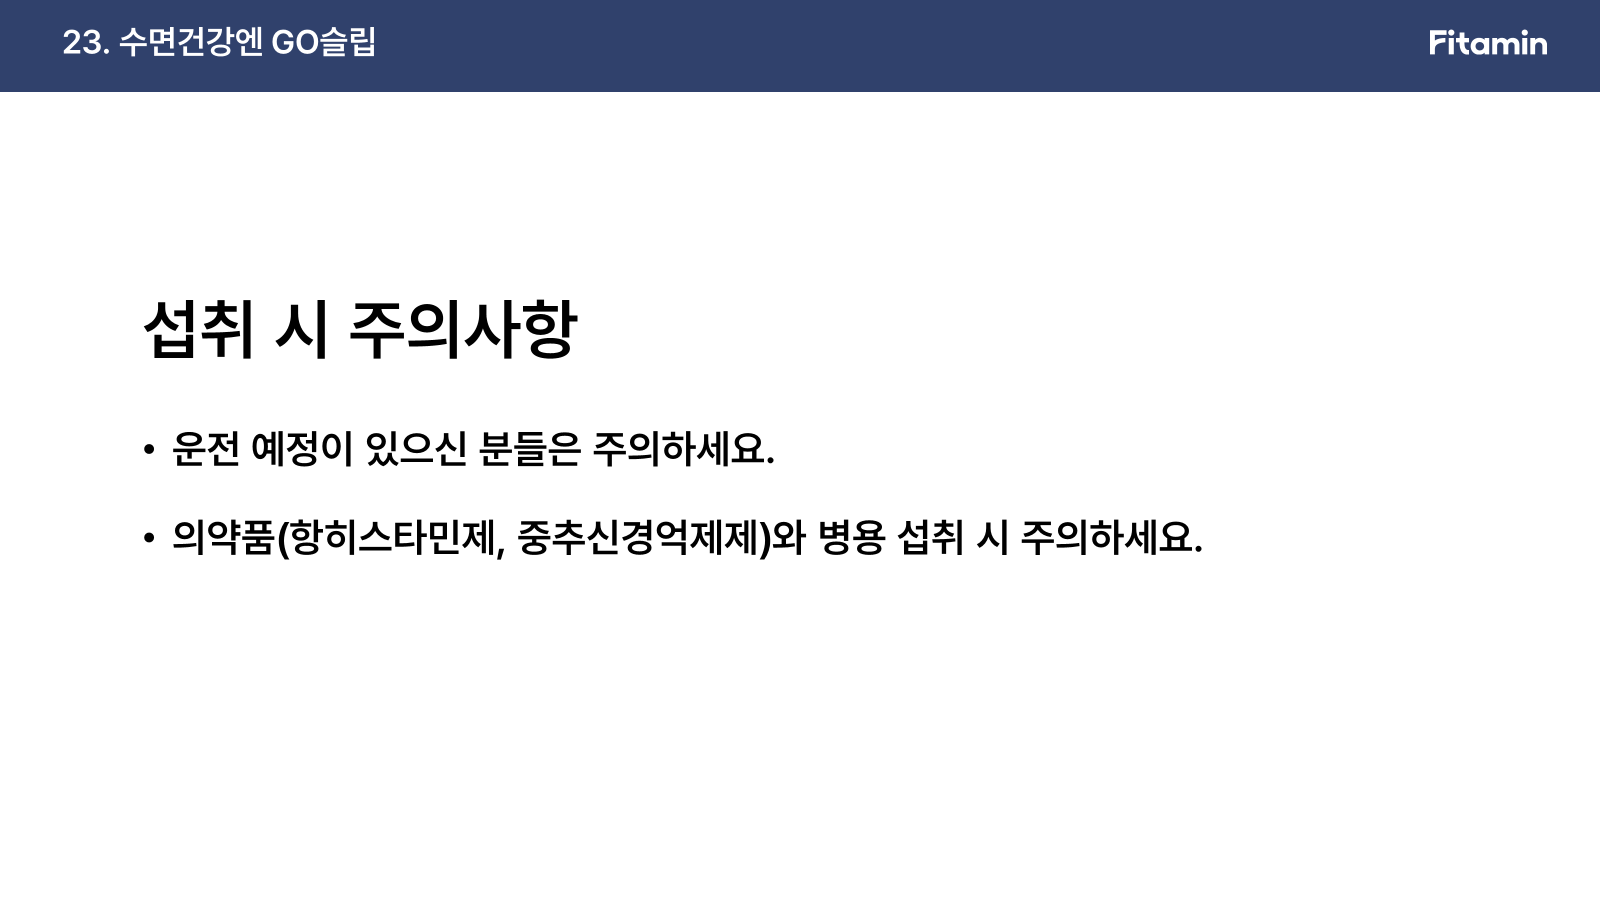 23. 수면건강엔 GO슬립
Fitamin
섭취 시 주의사항
• 운전 예정이 있으신 분들은 주의하세요.
• 의약품(항히스타민제, 중추신경억제제)와 병용 섭취 시 주의하세요.